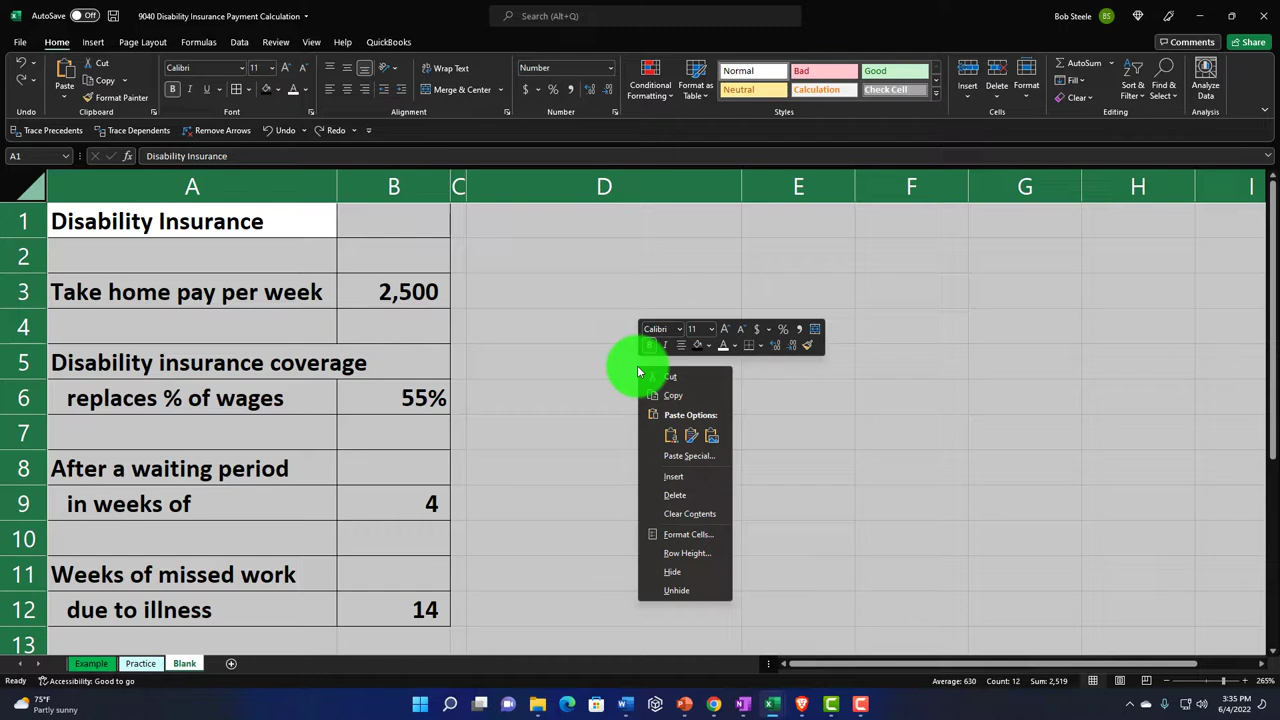 AutoSave Off 9040 Disability Insurance Payment Calculation Search (Alt+Q) Bob Steele BS
File Home Insert Page Layout Formulas Data Review View Help QuickBooks Comments Share
Paste Cut Copy Format Painter Calibri 11 Wrap Text Merge & Center Number Conditional Formatting Format as Table Normal Bad Good Neutral Calculation Check Cell Insert Delete Format AutoSum Fill Clear Sort & Filter Find & Select Analyze Data
Undo Clipboard Font Alignment Number Styles Cells Editing Analysis
Trace Precedents Trace Dependents Remove Arrows Undo Redo
A1 fx Disability Insurance
A B C D E F G H I
1 Disability Insurance
2
3 Take home pay per week 2,500
4
5 Disability insurance coverage
6 replaces % of wages 55%
7
8 After a waiting period
9 in weeks of 4
10
11 Weeks of missed work
12 due to illness 14
13
Calibri 11 $ % ,
B I A
Cut
Copy
Paste Options:
Paste Special...
Insert
Delete
Clear Contents
Format Cells...
Row Height...
Hide
Unhide
Example Practice Blank
Ready Accessibility: Good to go Average: 630 Count: 12 Sum: 2,519 265%
75°F
Partly sunny
3:35 PM
6/4/2022